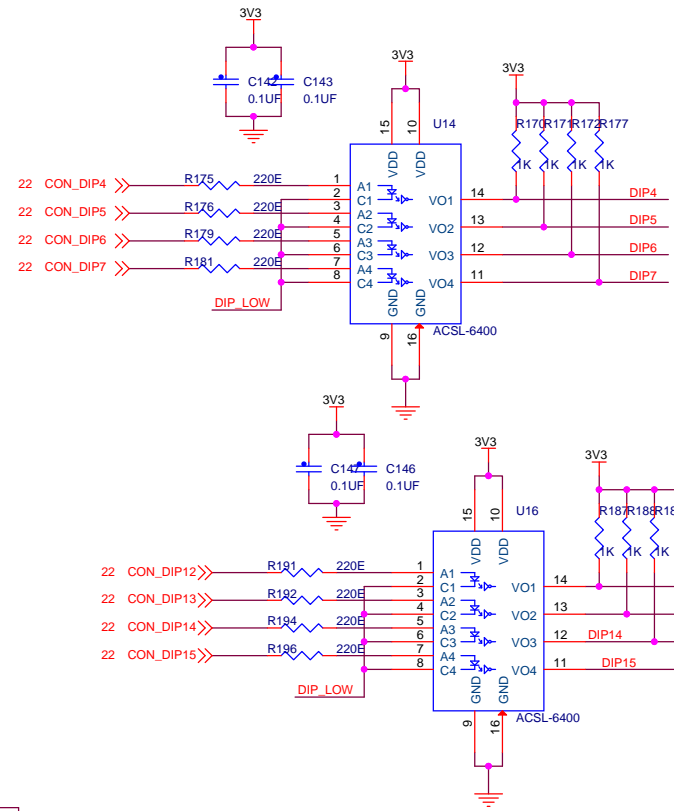 3V3
C142 C143
0.1UF 0.1UF
3V3
3V3
15 10
U14
VDD VDD
R170 R171 R172 R177
1K 1K 1K 1K
22 CON_DIP4 R175 220E 1 A1
2 C1 VO1 14 DIP4
22 CON_DIP5 R176 220E 3 A2
4 C2 VO2 13 DIP5
22 CON_DIP6 R179 220E 5 A3
6 C3 VO3 12 DIP6
22 CON_DIP7 R181 220E 7 A4
8 C4 VO4 11 DIP7
DIP_LOW
GND GND
9 16
ACSL-6400
3V3
C147 C146
0.1UF 0.1UF
3V3
3V3
15 10
U16
VDD VDD
R187 R188 R18
1K 1K 1K
22 CON_DIP12 R191 220E 1 A1
2 C1 VO1 14
22 CON_DIP13 R192 220E 3 A2
4 C2 VO2 13
22 CON_DIP14 R194 220E 5 A3
6 C3 VO3 12 DIP14
22 CON_DIP15 R196 220E 7 A4
8 C4 VO4 11 DIP15
DIP_LOW
GND GND
9 16
ACSL-6400